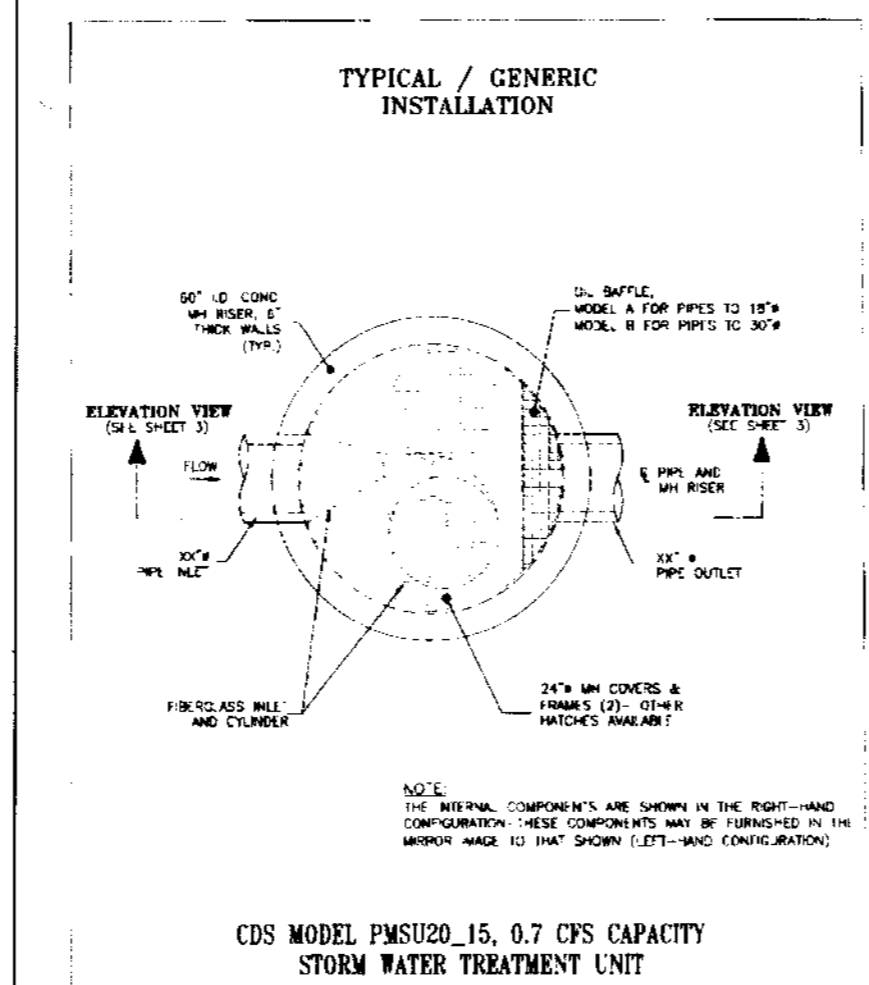 TYPICAL / GENERIC
INSTALLATION
60" I.D CONC
MH RISER, 6"
THICK WALLS
(TYP.)
OIL BAFFLE,
MODEL A FOR PIPES TO 18"ø
MODEL B FOR PIPES TO 30"ø
ELEVATION VIEW
(SEE SHEET 3)
ELEVATION VIEW
(SEE SHEET 3)
FLOW
℄ PIPE AND
MH RISER
XX"ø
PIPE INLET
XX" ø
PIPE OUTLET
FIBERGLASS INLET
AND CYLINDER
24"ø MH COVERS &
FRAMES (2)- OTHER
HATCHES AVAILABLE
NOTE:
THE INTERNAL COMPONENTS ARE SHOWN IN THE RIGHT-HAND
CONFIGURATION-THESE COMPONENTS MAY BE FURNISHED IN THE
MIRROR IMAGE TO THAT SHOWN (LEFT-HAND CONFIGURATION)
CDS MODEL PMSU20_15, 0.7 CFS CAPACITY
STORM WATER TREATMENT UNIT